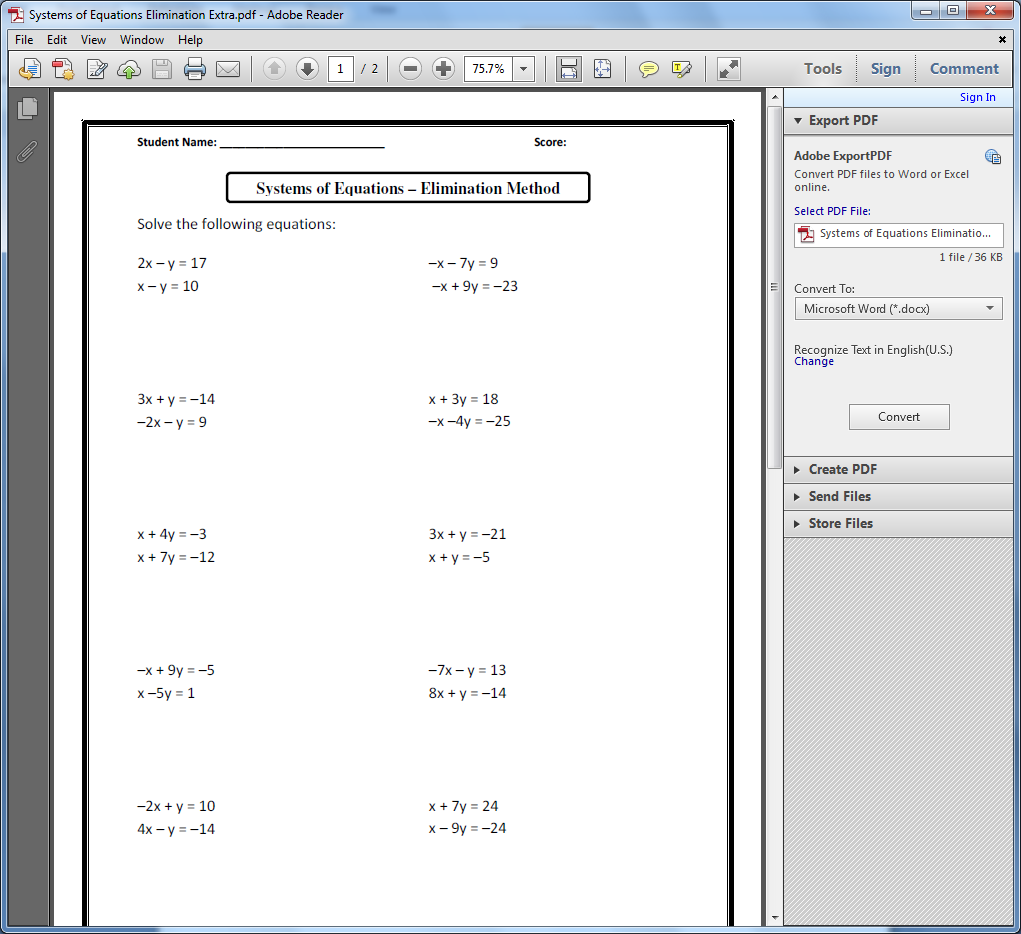 Systems of Equations Elimination Extra.pdf - Adobe Reader
File Edit View Window Help
1 / 2 75.7% Tools Sign Comment
Sign In
Export PDF
Adobe ExportPDF
Convert PDF files to Word or Excel
online.
Select PDF File:
Systems of Equations Eliminatio...
1 file / 36 KB
Convert To:
Microsoft Word (*.docx)
Recognize Text in English(U.S.)
Change
Convert
Create PDF
Send Files
Store Files
Student Name: ___________________________ Score:
Systems of Equations – Elimination Method
Solve the following equations:
2x – y = 17 –x – 7y = 9
x – y = 10 –x + 9y = –23
3x + y = –14 x + 3y = 18
–2x – y = 9 –x –4y = –25
x + 4y = –3 3x + y = –21
x + 7y = –12 x + y = –5
–x + 9y = –5 –7x – y = 13
x –5y = 1 8x + y = –14
–2x + y = 10 x + 7y = 24
4x – y = –14 x – 9y = –24